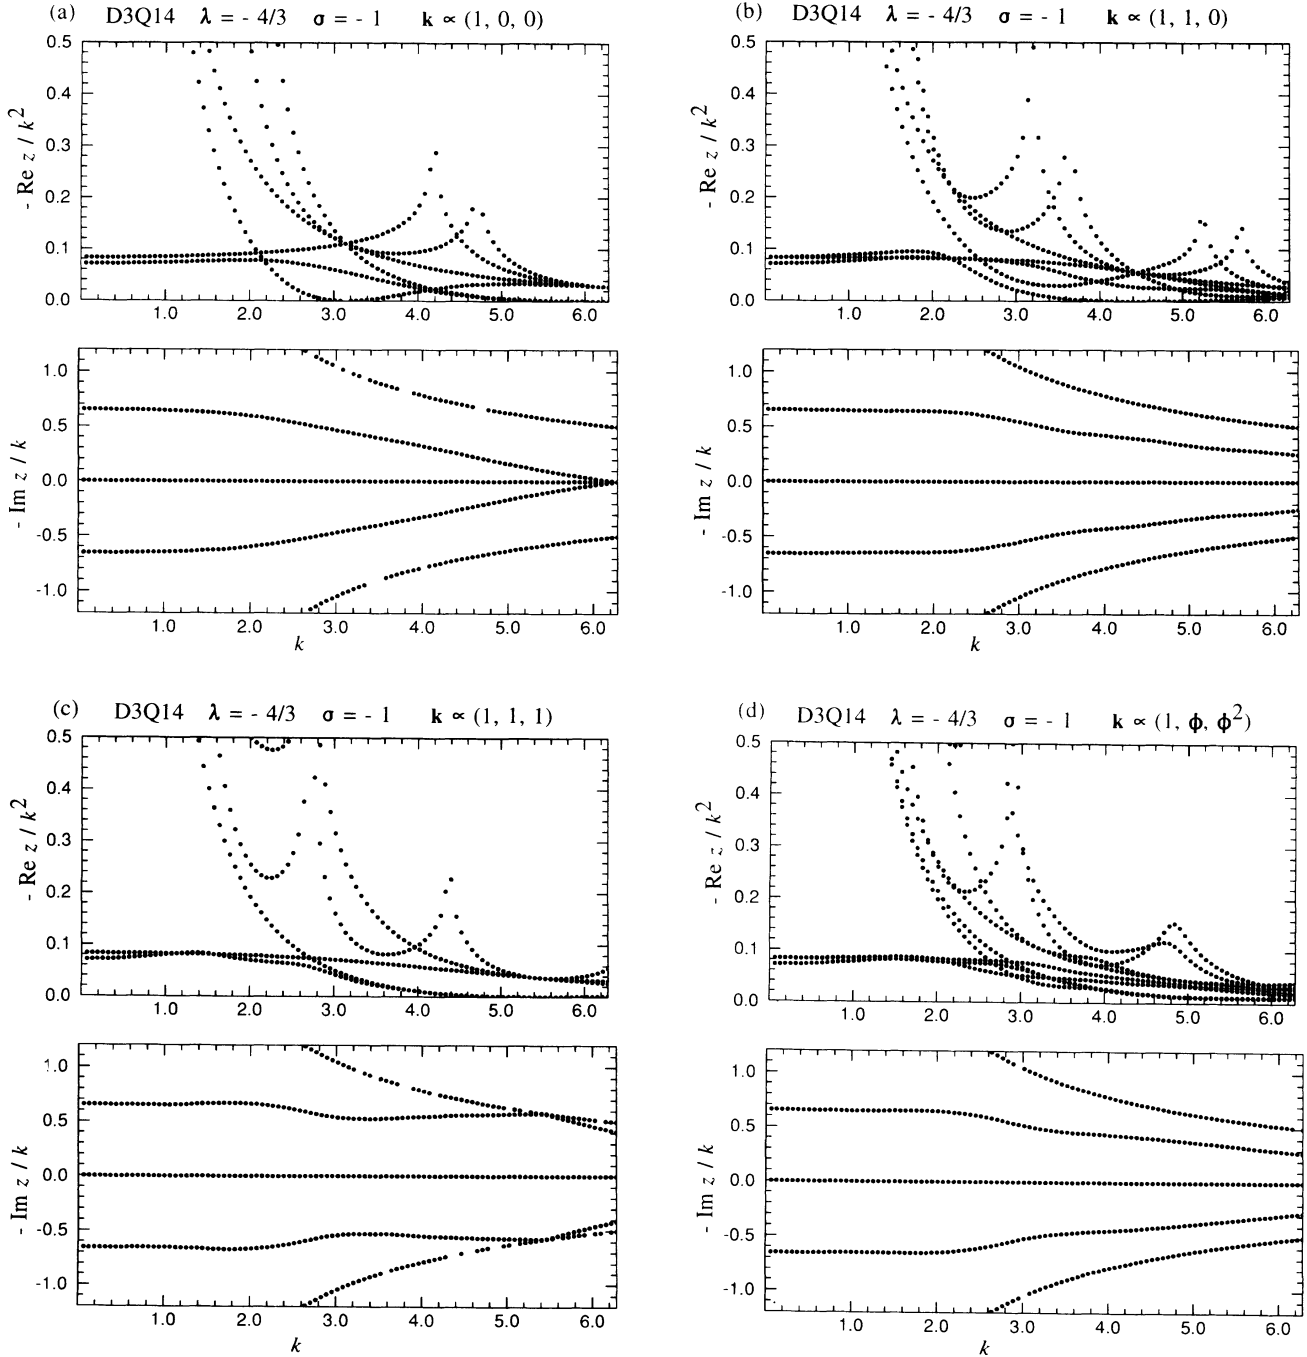 (a) D3Q14 λ = - 4/3 σ = - 1 k ∝ (1, 0, 0)
- Re z / k²
0.5
0.4
0.3
0.2
0.1
0.0
1.0 2.0 3.0 4.0 5.0 6.0
- Im z / k
1.0
0.5
0.0
-0.5
-1.0
1.0 2.0 3.0 4.0 5.0 6.0
k
(b) D3Q14 λ = - 4/3 σ = - 1 k ∝ (1, 1, 0)
- Re z / k²
0.5
0.4
0.3
0.2
0.1
0.0
1.0 2.0 3.0 4.0 5.0 6.0
- Im z / k
1.0
0.5
0.0
-0.5
-1.0
1.0 2.0 3.0 4.0 5.0 6.0
k
(c) D3Q14 λ = - 4/3 σ = - 1 k ∝ (1, 1, 1)
- Re z / k²
0.5
0.4
0.3
0.2
0.1
0.0
1.0 2.0 3.0 4.0 5.0 6.0
- Im z / k
1.0
0.5
0.0
-0.5
-1.0
1.0 2.0 3.0 4.0 5.0 6.0
k
(d) D3Q14 λ = - 4/3 σ = - 1 k ∝ (1, ϕ, ϕ²)
- Re z / k²
0.5
0.4
0.3
0.2
0.1
0.0
1.0 2.0 3.0 4.0 5.0 6.0
- Im z / k
1.0
0.5
0.0
-0.5
-1.0
1.0 2.0 3.0 4.0 5.0 6.0
k